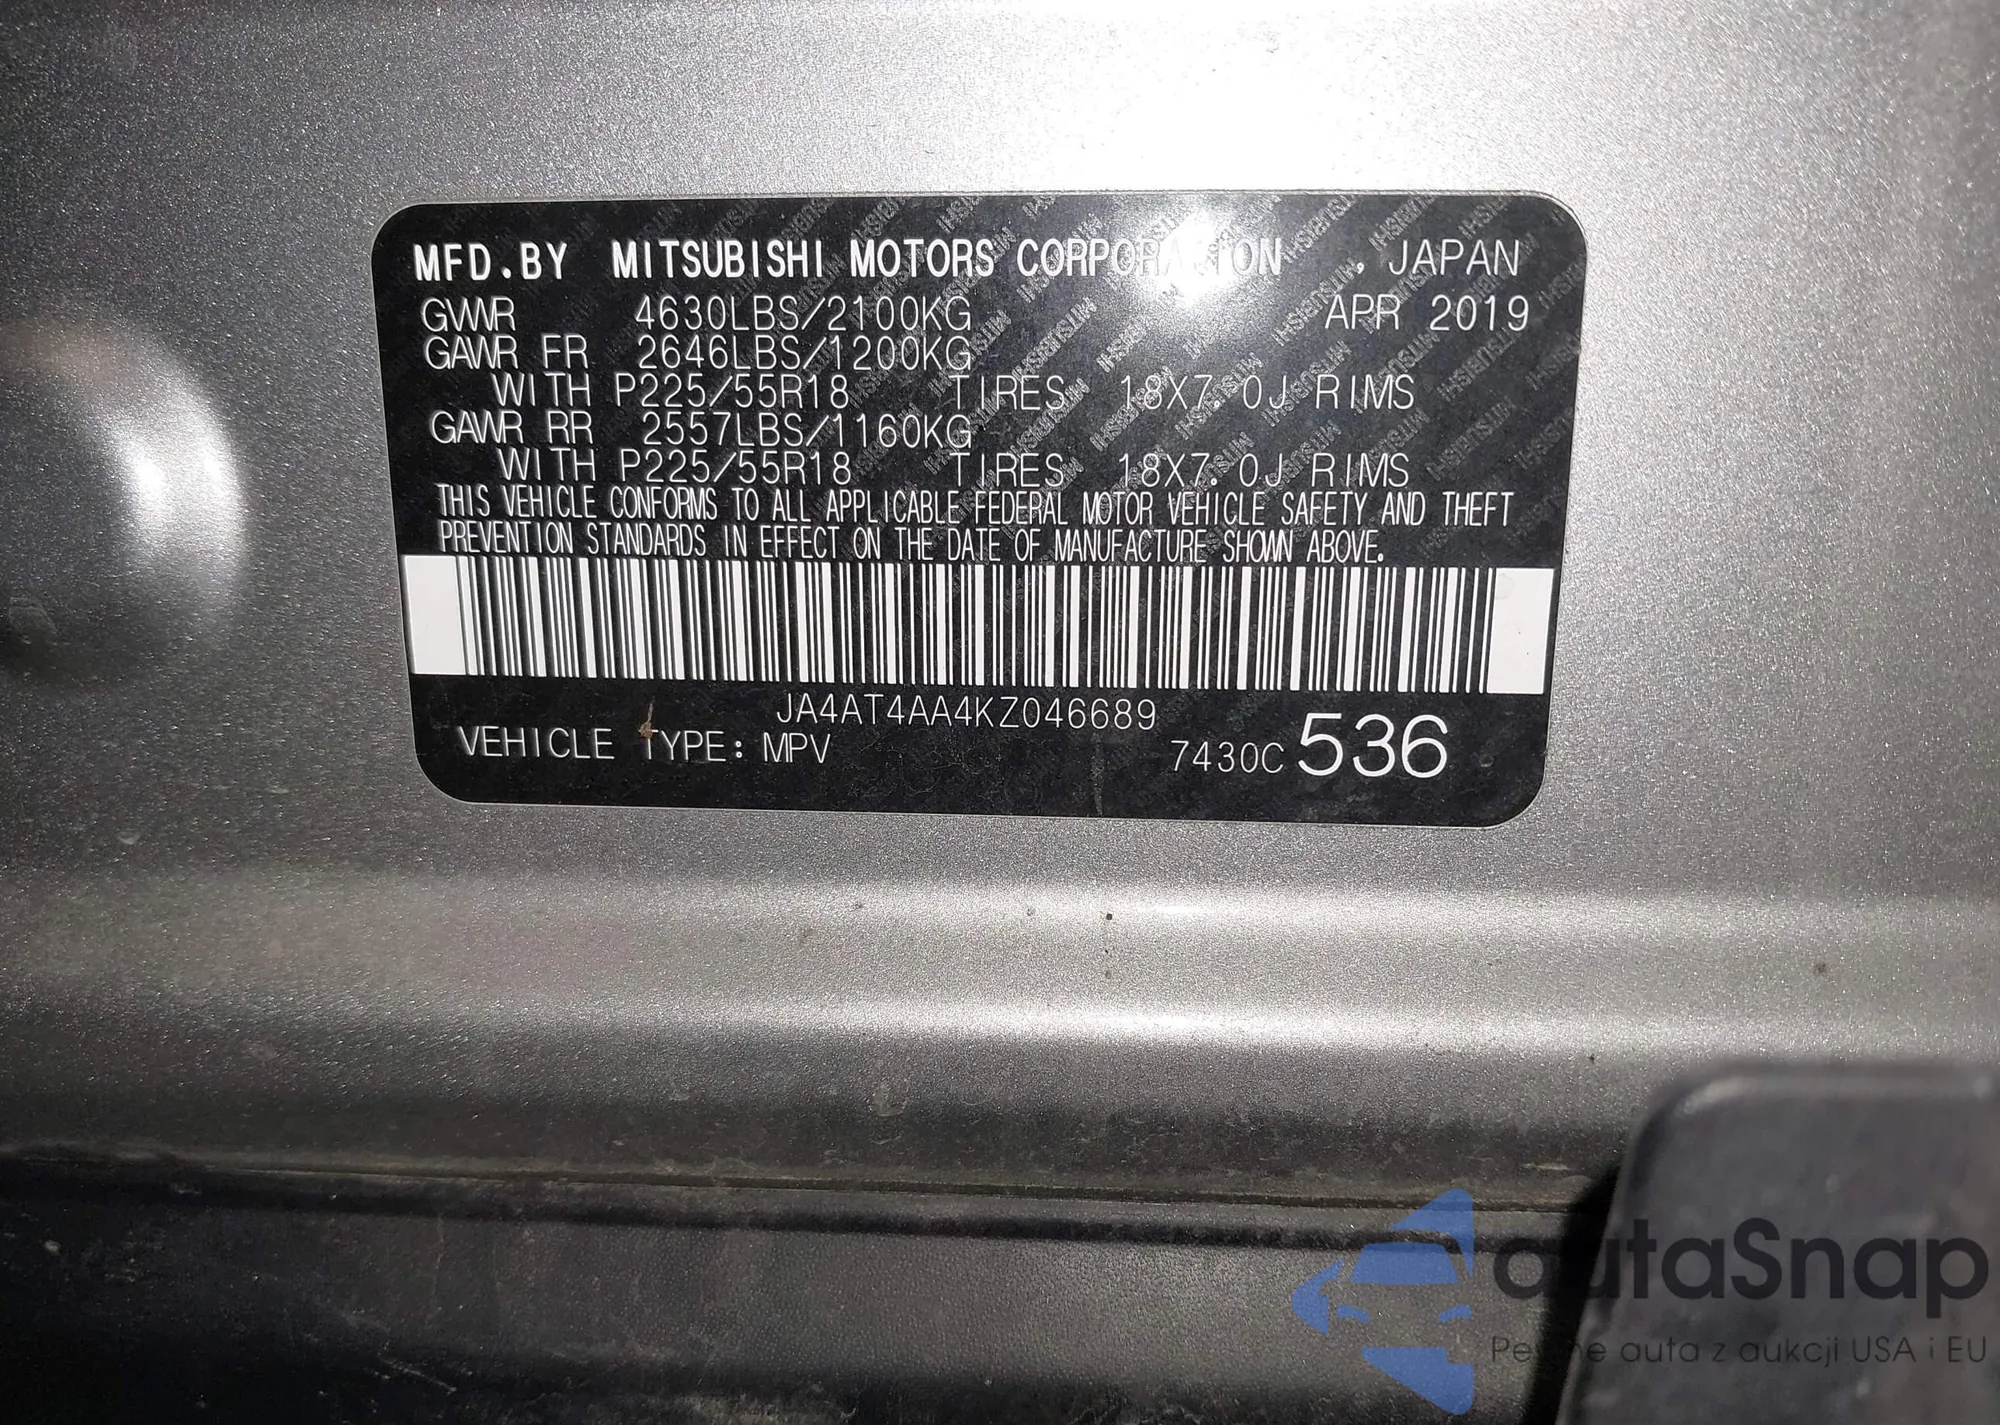 MFD.BY MITSUBISHI MOTORS CORPORATION , JAPAN
GVWR 4630LBS/2100KG APR 2019
GAWR FR 2646LBS/1200KG
WITH P225/55R18 TIRES 18X7.0J RIMS
GAWR RR 2557LBS/1160KG
WITH P225/55R18 TIRES 18X7.0J RIMS
THIS VEHICLE CONFORMS TO ALL APPLICABLE FEDERAL MOTOR VEHICLE SAFETY AND THEFT
PREVENTION STANDARDS IN EFFECT ON THE DATE OF MANUFACTURE SHOWN ABOVE.
JA4AT4AA4KZ046689
VEHICLE TYPE: MPV 7430C 536
autaSnap
Pewne auta z aukcji USA i EU